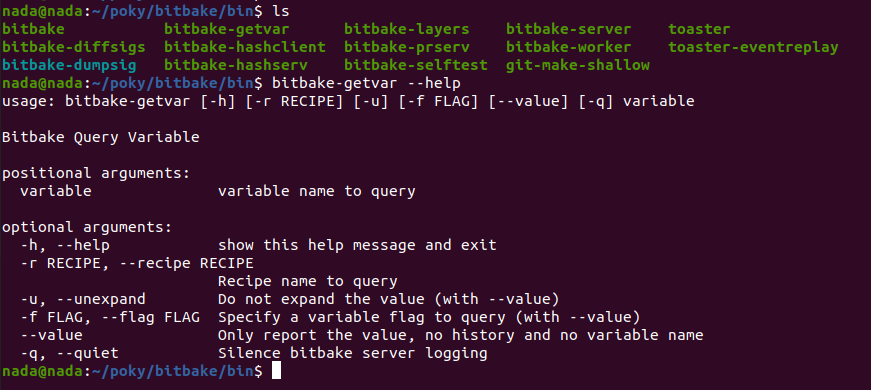 nada@nada:~/poky/bitbake/bin$ ls
bitbake bitbake-getvar bitbake-layers bitbake-server toaster
bitbake-diffsigs bitbake-hashclient bitbake-prserv bitbake-worker toaster-eventreplay
bitbake-dumpsig bitbake-hashserv bitbake-selftest git-make-shallow
nada@nada:~/poky/bitbake/bin$ bitbake-getvar --help
usage: bitbake-getvar [-h] [-r RECIPE] [-u] [-f FLAG] [--value] [-q] variable
Bitbake Query Variable
positional arguments:
variable variable name to query
optional arguments:
-h, --help show this help message and exit
-r RECIPE, --recipe RECIPE
Recipe name to query
-u, --unexpand Do not expand the value (with --value)
-f FLAG, --flag FLAG Specify a variable flag to query (with --value)
--value Only report the value, no history and no variable name
-q, --quiet Silence bitbake server logging
nada@nada:~/poky/bitbake/bin$